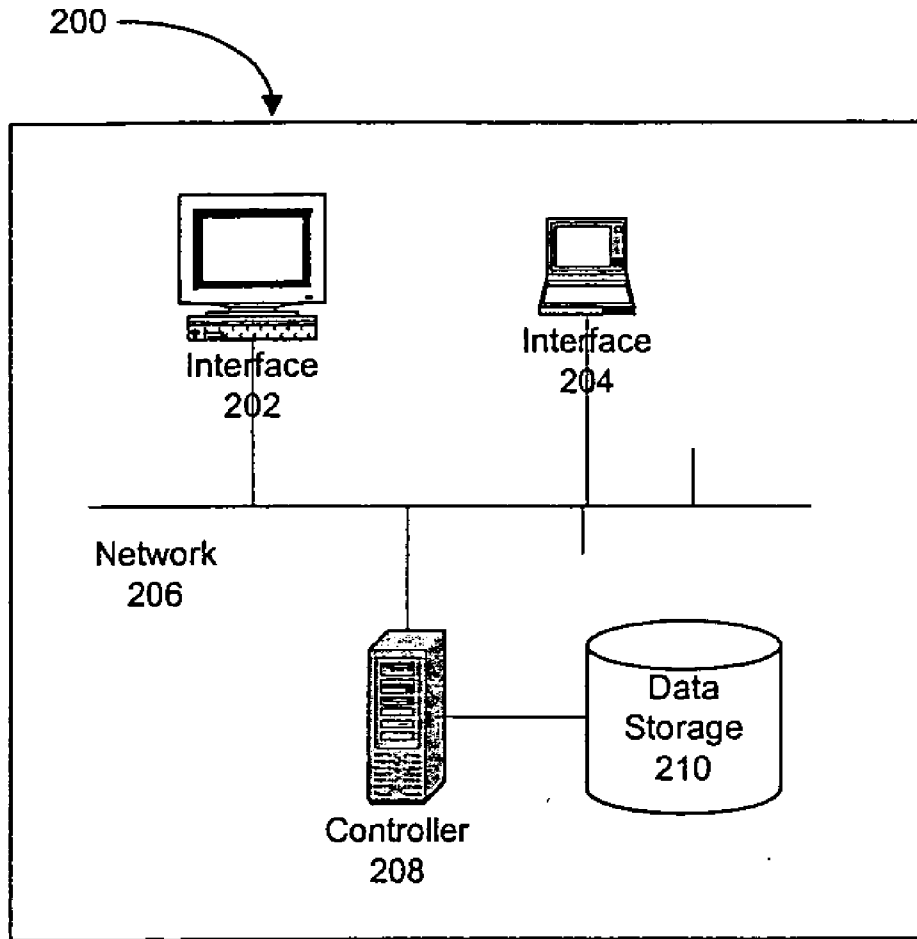 200
Interface
202
Interface
204
Network
206
Data
Storage
210
Controller
208